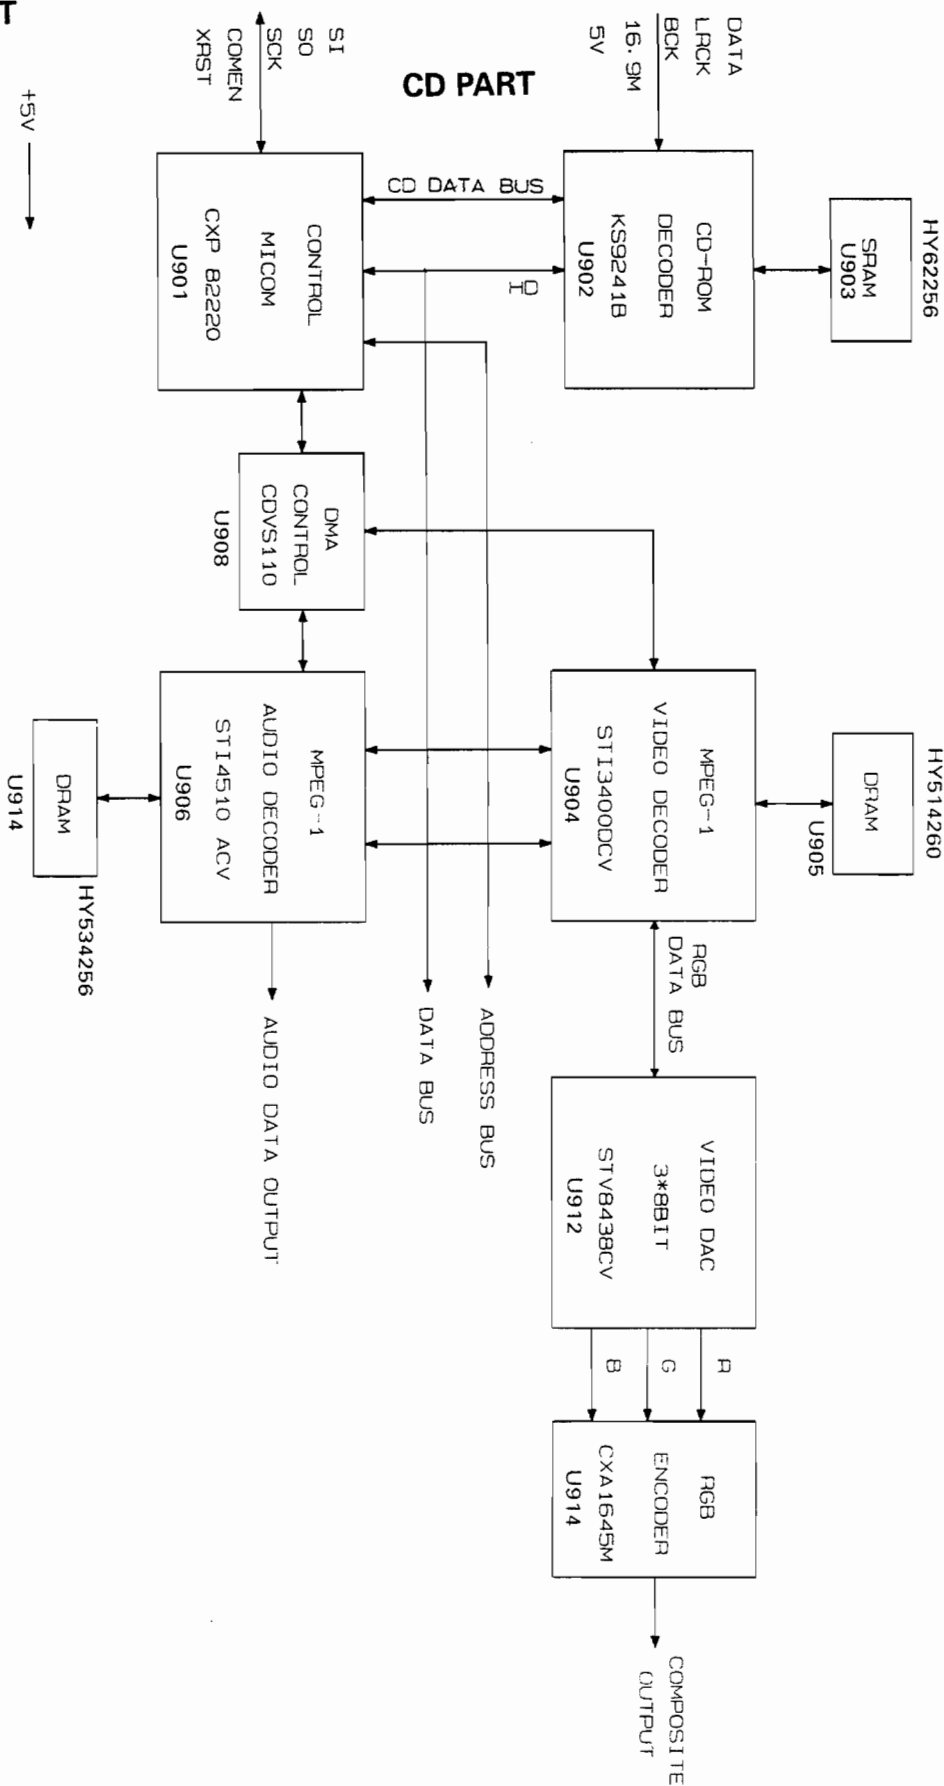 T
CD PART
DATA
LRCK
BCK
16.9M
5V
SI
SO
SCK
COMEN
XRST
+5V
HY62256
SRAM
U903
CD-ROM
DECODER
KS9241B
U902
CD DATA BUS
CONTROL
MICOM
CXP 82220
U901
DMA
CONTROL
CDVS110
U908
HY514260
DRAM
U905
MPEG-1
VIDEO DECODER
STI3400DCV
U904
MPEG-1
AUDIO DECODER
STI4510 ACV
U906
DRAM
U914
HY534256
RGB
DATA BUS
ADDRESS BUS
DATA BUS
AUDIO DATA OUTPUT
VIDEO DAC
3*8BIT
STV8438CV
U912
R
G
B
RGB
ENCODER
CXA1645M
U914
COMPOSITE
OUTPUT